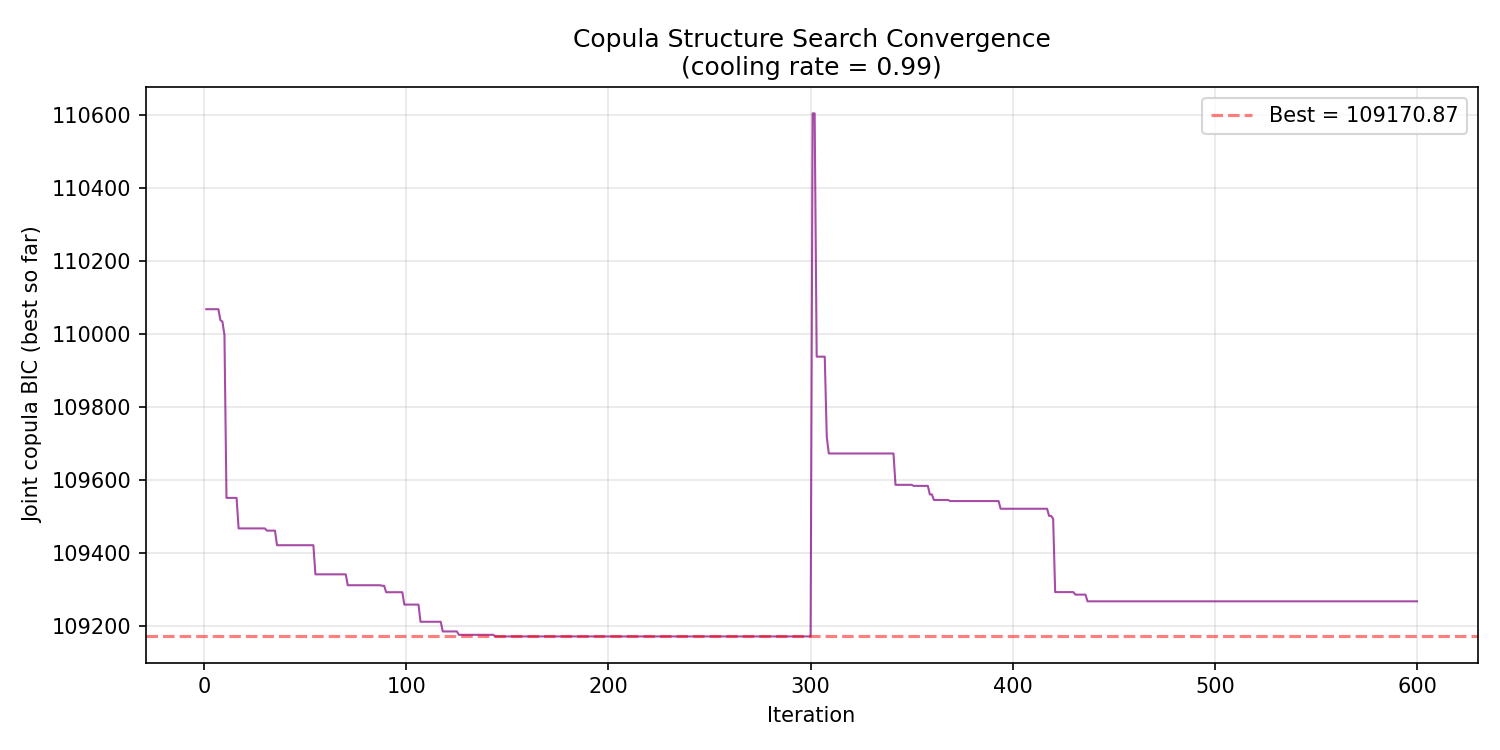 Copula Structure Search Convergence
(cooling rate = 0.99)
Best = 109170.87
Joint copula BIC (best so far)
110600
110400
110200
110000
109800
109600
109400
109200
0 100 200 300 400 500 600
Iteration